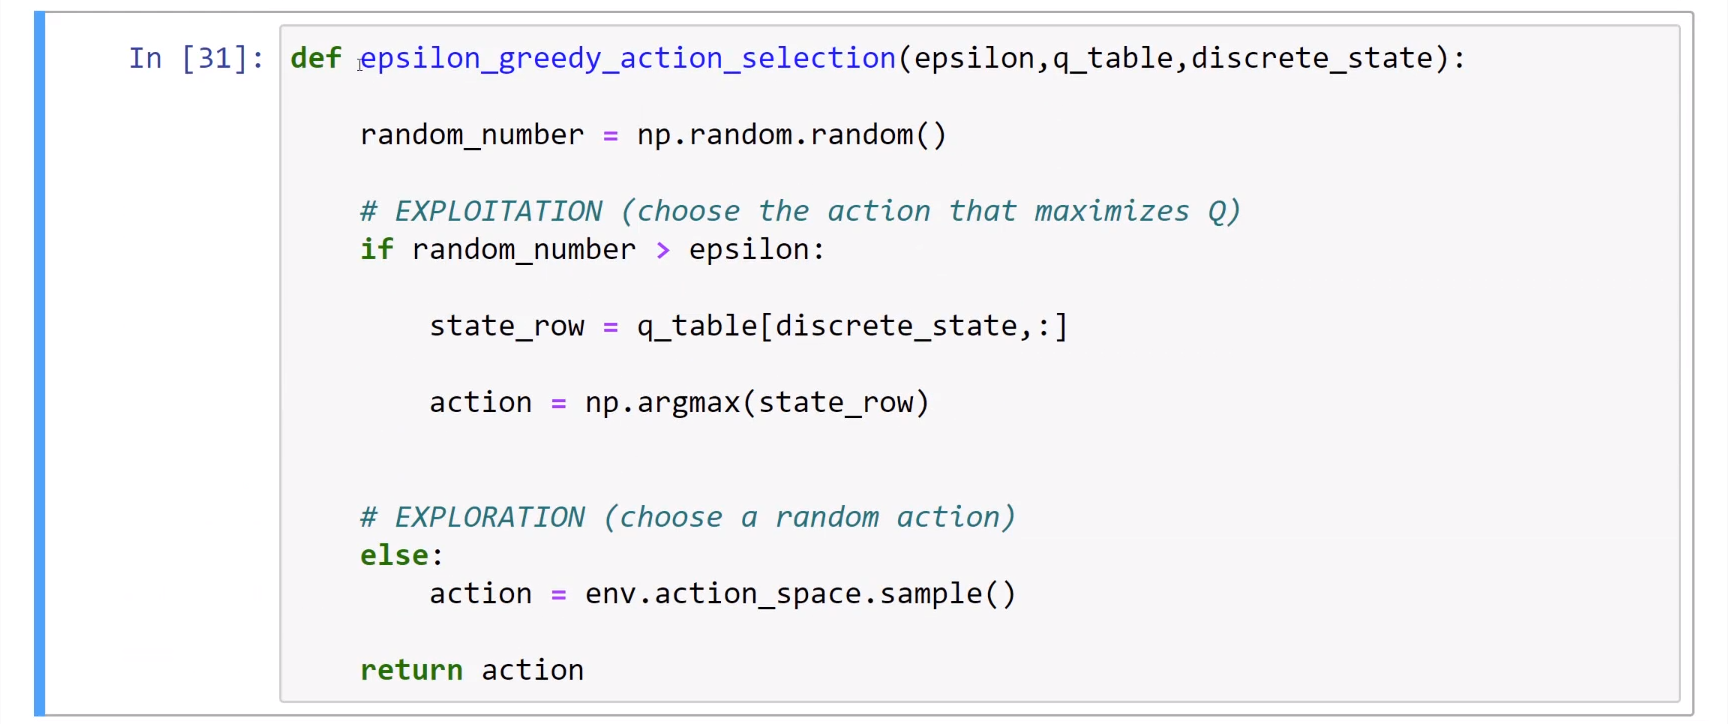 In [31]: def epsilon_greedy_action_selection(epsilon,q_table,discrete_state):
random_number = np.random.random()
# EXPLOITATION (choose the action that maximizes Q)
if random_number > epsilon:
state_row = q_table[discrete_state,:]
action = np.argmax(state_row)
# EXPLORATION (choose a random action)
else:
action = env.action_space.sample()
return action